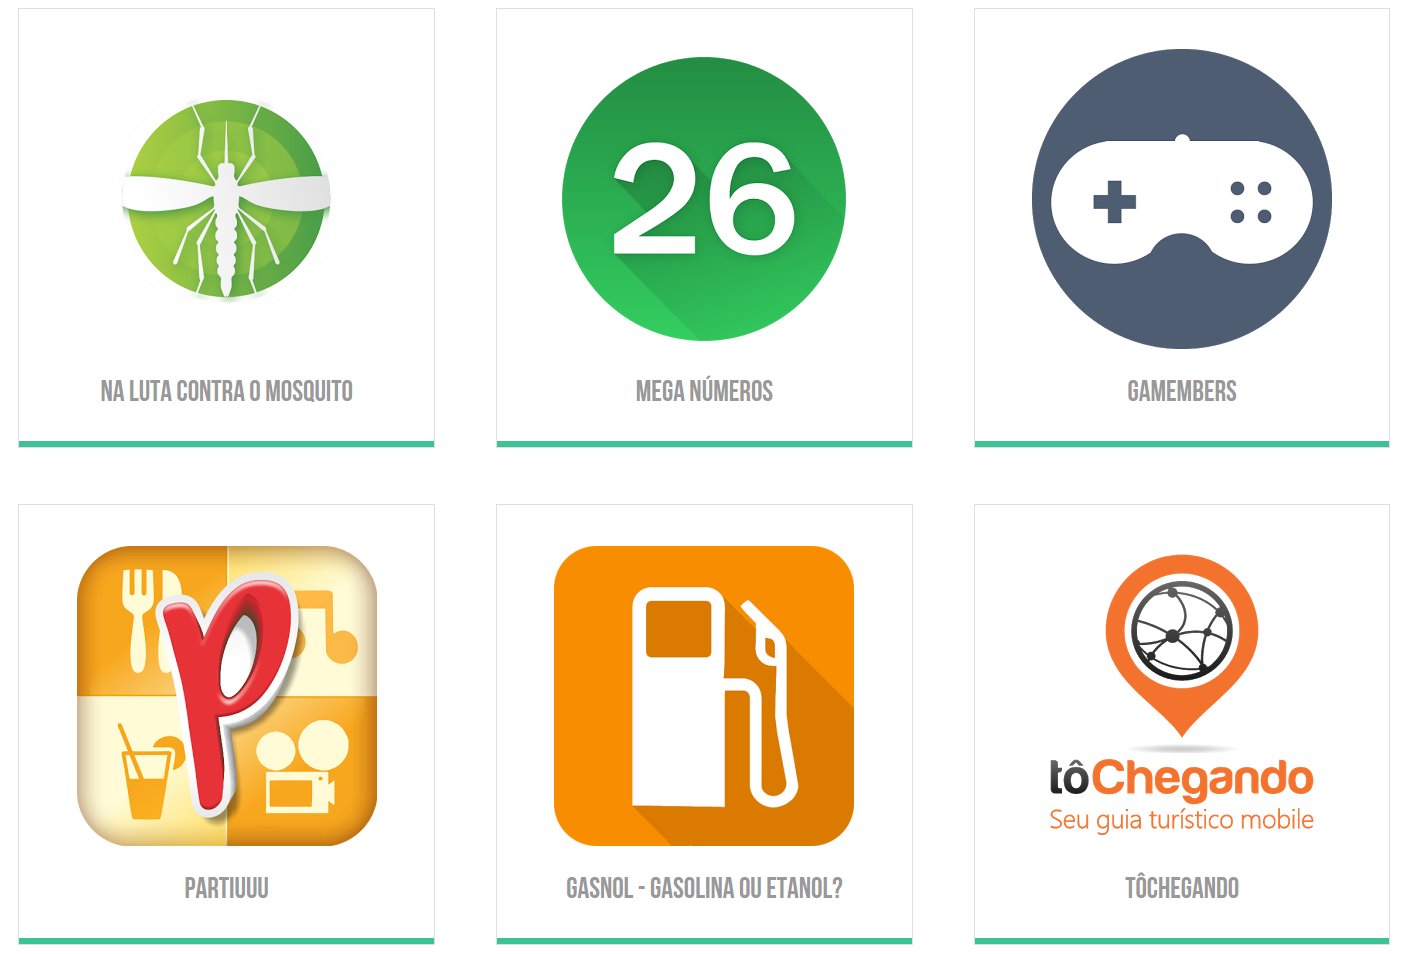 26
NA LUTA CONTRA O MOSQUITO
MEGA NÚMEROS
GAMEMBERS
p
tôChegando
Seu guia turístico mobile
PARTIUUU
GASNOL - GASOLINA OU ETANOL?
TÔCHEGANDO